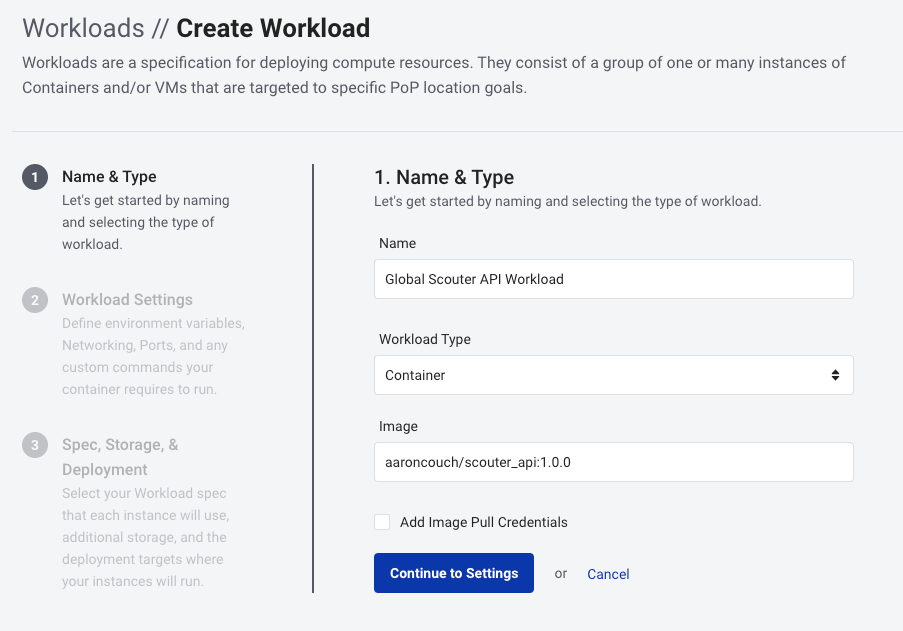 Workloads // Create Workload
Workloads are a specification for deploying compute resources. They consist of a group of one or many instances of
Containers and/or VMs that are targeted to specific PoP location goals.
1 Name & Type
Let's get started by naming
and selecting the type of
workload.
2 Workload Settings
Define environment variables,
Networking, Ports, and any
custom commands your
container requires to run.
3 Spec, Storage, &
Deployment
Select your Workload spec
that each instance will use,
additional storage, and the
deployment targets where
your instances will run.
1. Name & Type
Let's get started by naming and selecting the type of workload.
Name
Global Scouter API Workload
Workload Type
Container
Image
aaroncouch/scouter_api:1.0.0
Add Image Pull Credentials
Continue to Settings or Cancel